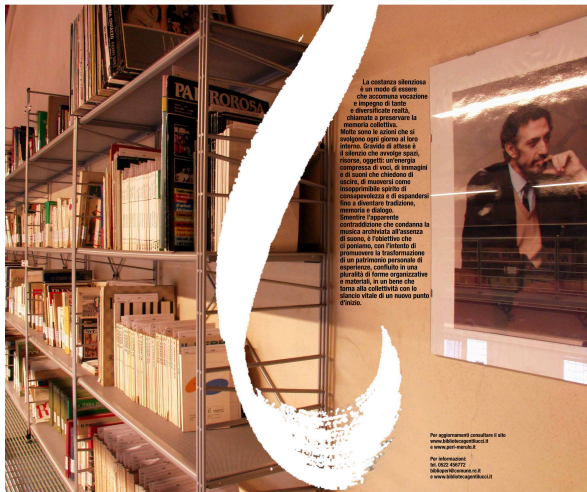 PA
ROROSA
La costanza silenziosa
è un modo di essere
che accomuna vocazione
e impegno di tante
e diversificate realtà,
chiamate a preservare la
memoria collettiva.
Molte sono le azioni che si
svolgono ogni giorno al loro
interno. Gravido di attese è
il silenzio che avvolge spazi,
risorse, oggetti: un'energia
compressa di voci, di immagini
e di suoni che chiedono di
uscire, di muoversi come
insopprimibile spirito di
consapevolezza e di espandersi
fino a diventare tradizione,
memoria e dialogo.
Smentire l'apparente
contraddizione che condanna la
musica archiviata all'assenza
di suono, è l'obiettivo che
ci poniamo, con l'intento di
promuovere la trasformazione
di un patrimonio personale di
esperienze, confluito in una
pluralità di forme organizzative
e materiali, in un bene che
torna alla collettività con lo
slancio vitale di un nuovo punto
d'inizio.
Per aggiornamenti consultare il sito
www.bibliotecagentilucci.it
e www.peri-merulo.it
Per informazioni:
tel. 0522 456772
biblioperi@comune.re.it
e www.bibliotecagentilucci.it